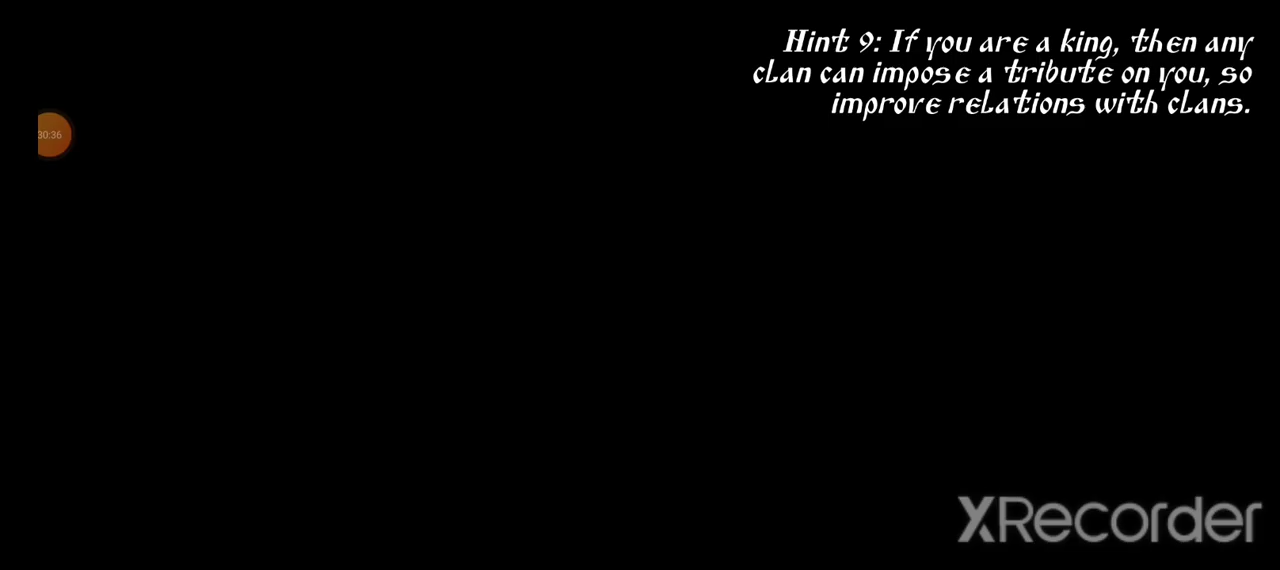 Hint 9: If you are a king, then any
clan can impose a tribute on you, so
improve relations with clans.
30:36
XRecorder